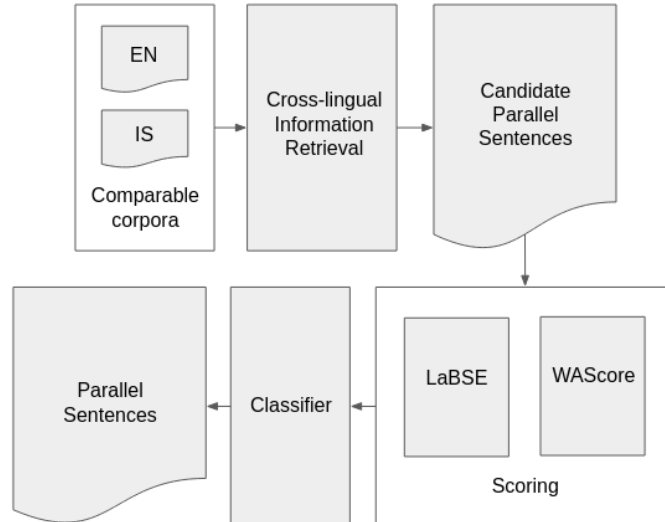 EN
IS
Comparable
corpora
Cross-lingual
Information
Retrieval
Candidate
Parallel
Sentences
LaBSE
WAScore
Scoring
Classifier
Parallel
Sentences